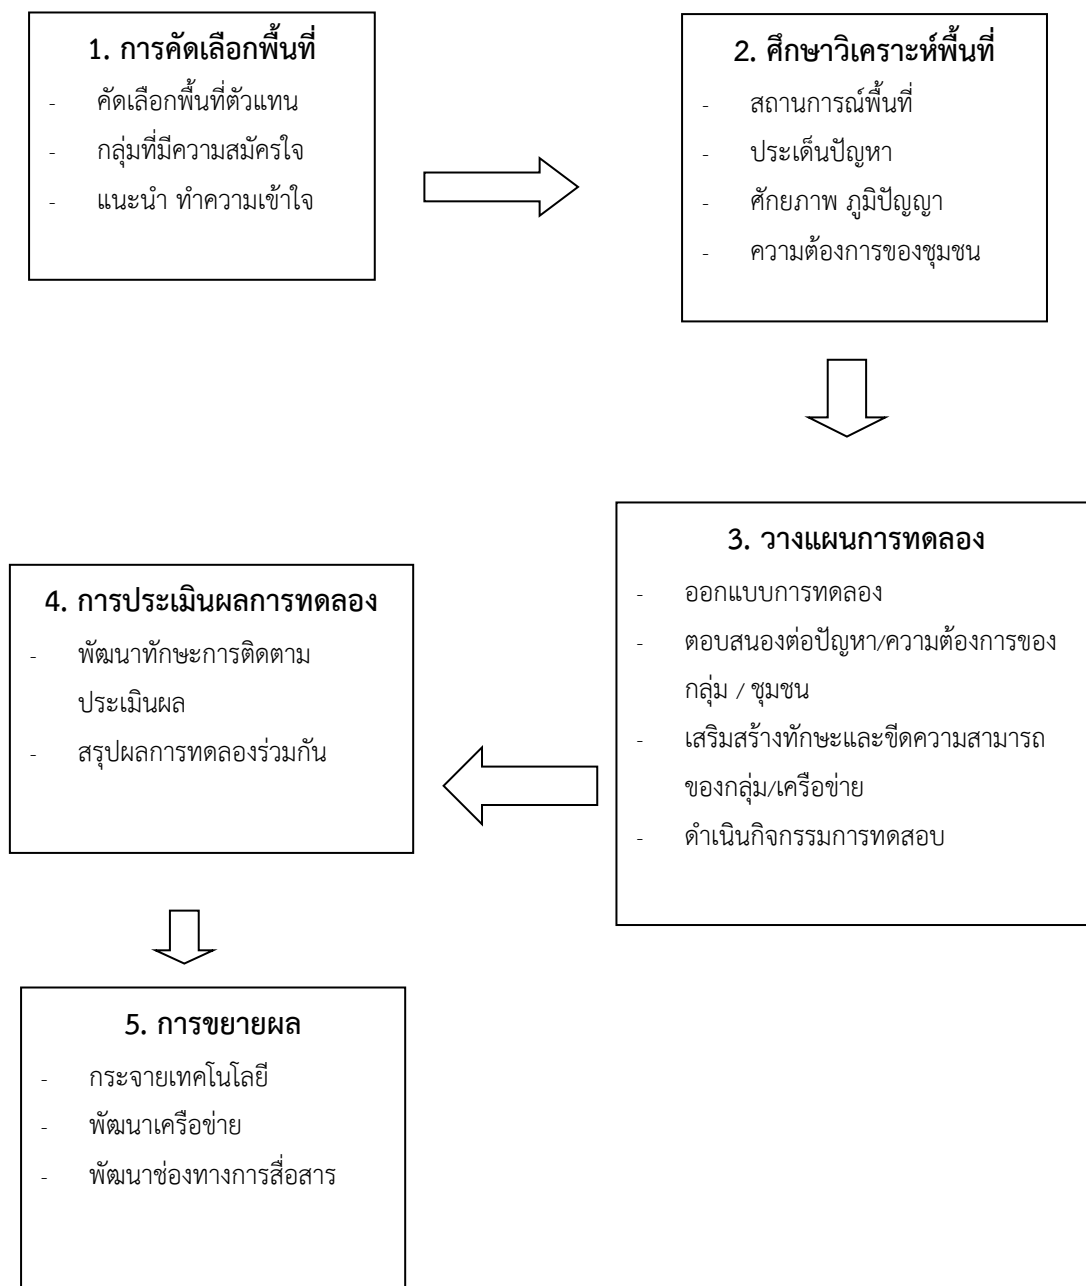 1. การคัดเลือกพื้นที่
- คัดเลือกพื้นที่ตัวแทน
- กลุ่มที่มีความสมัครใจ
- แนะนำ ทำความเข้าใจ
2. ศึกษาวิเคราะห์พื้นที่
- สถานการณ์พื้นที่
- ประเด็นปัญหา
- ศักยภาพ ภูมิปัญญา
- ความต้องการของชุมชน
3. วางแผนการทดลอง
- ออกแบบการทดลอง
- ตอบสนองต่อปัญหา/ความต้องการของ
กลุ่ม / ชุมชน
- เสริมสร้างทักษะและขีดความสามารถ
ของกลุ่ม/เครือข่าย
- ดำเนินกิจกรรมการทดสอบ
4. การประเมินผลการทดลอง
- พัฒนาทักษะการติดตาม
ประเมินผล
- สรุปผลการทดลองร่วมกัน
5. การขยายผล
- กระจายเทคโนโลยี
- พัฒนาเครือข่าย
- พัฒนาช่องทางการสื่อสาร